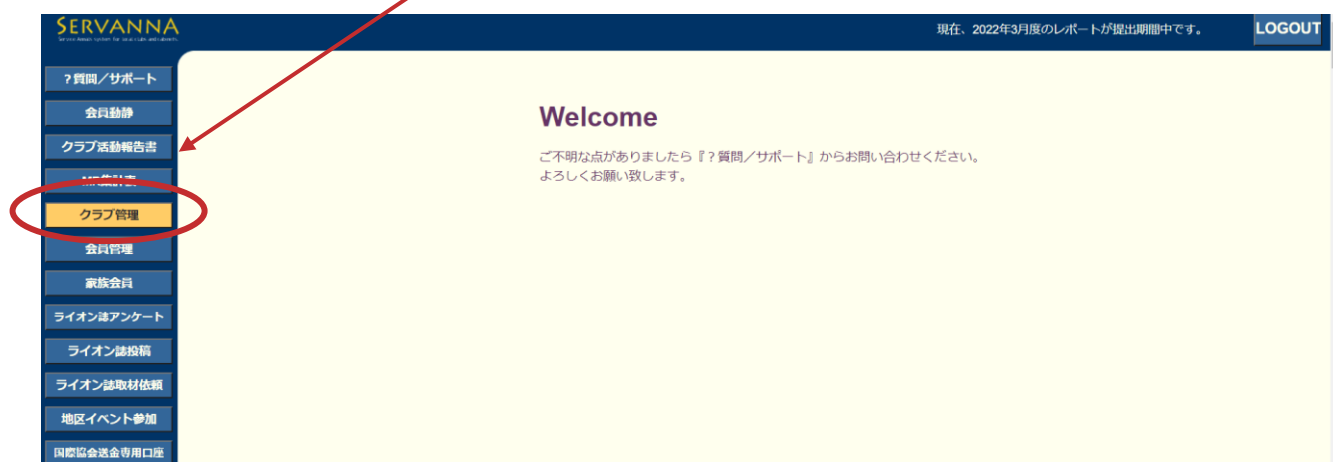 SERVANNA
現在、2022年3月度のレポートが提出期間中です。
LOGOUT
?質問／サポート
会員動静
クラブ活動報告書
クラブ管理
会員管理
家族会員
ライオン誌アンケート
ライオン誌投稿
ライオン誌取材依頼
地区イベント参加
国際協会送金専用口座
Welcome
ご不明な点がありましたら『？質問／サポート』からお問い合わせください。
よろしくお願い致します。